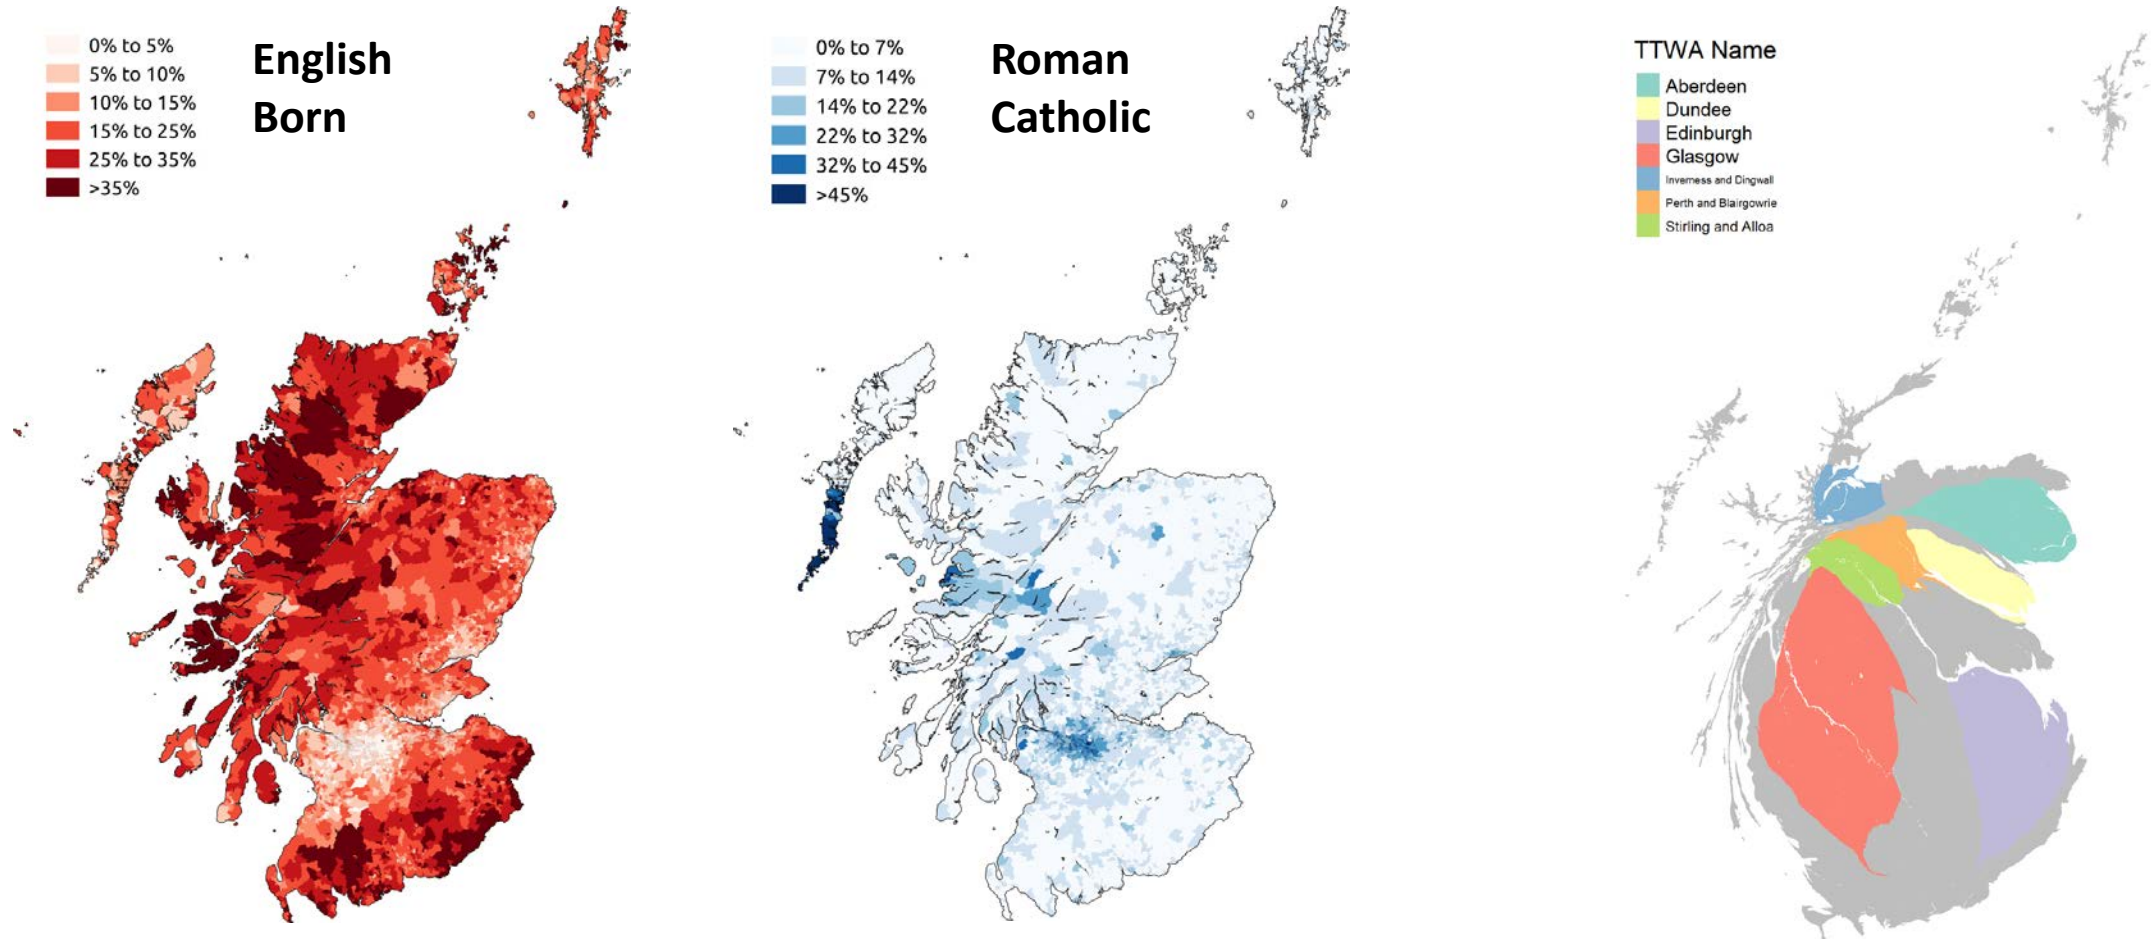 English
Born
0% to 5%
5% to 10%
10% to 15%
15% to 25%
25% to 35%
>35%
Roman
Catholic
0% to 7%
7% to 14%
14% to 22%
22% to 32%
32% to 45%
>45%
TTWA Name
Aberdeen
Dundee
Edinburgh
Glasgow
Inverness and Dingwall
Perth and Blairgowrie
Stirling and Alloa